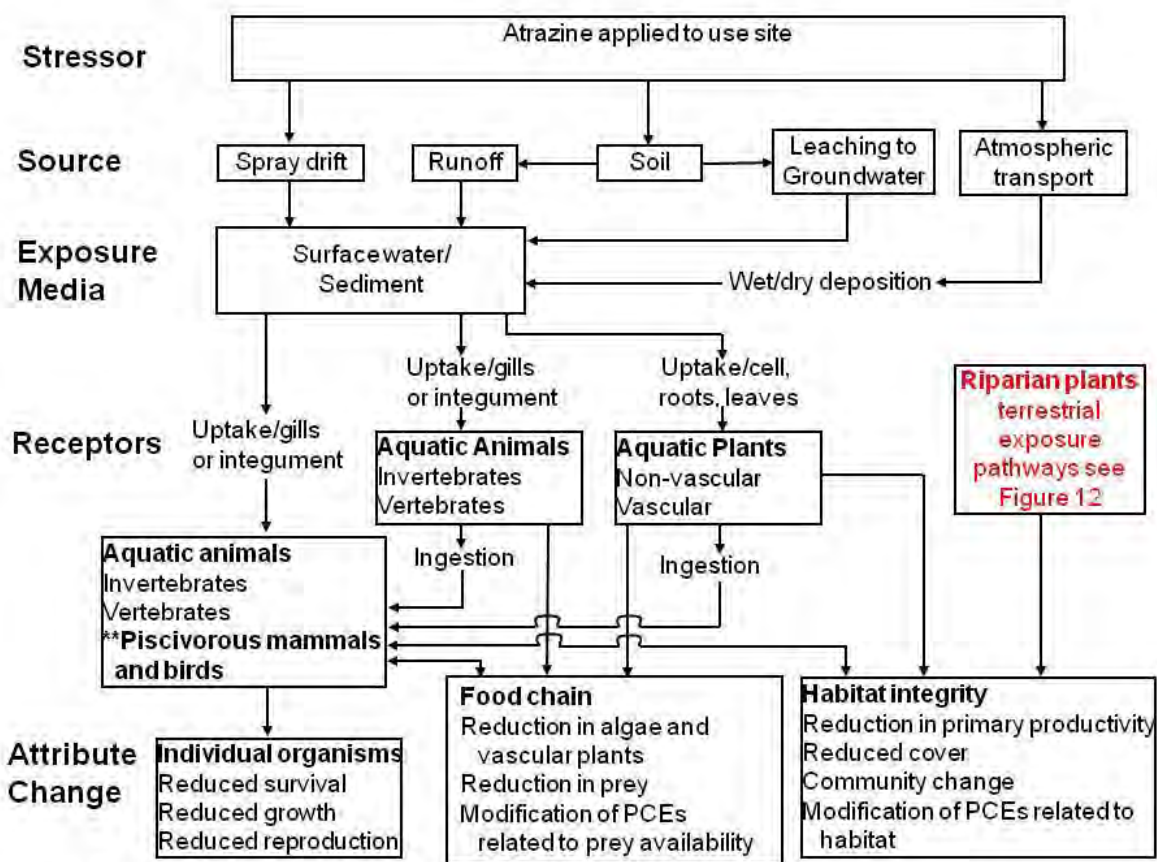 Stressor
Atrazine applied to use site
Source
Spray drift
Runoff
Soil
Leaching to
Groundwater
Atmospheric
transport
Exposure
Media
Surface water/
Sediment
Wet/dry deposition
Uptake/gills
or integument
Uptake/cell,
roots, leaves
Riparian plants
terrestrial
exposure
pathways see
Figure 12
Receptors
Uptake/gills
or integument
Aquatic Animals
Invertebrates
Vertebrates
Aquatic Plants
Non-vascular
Vascular
Ingestion
Ingestion
Aquatic animals
Invertebrates
Vertebrates
**Piscivorous mammals
and birds
Attribute
Change
Individual organisms
Reduced survival
Reduced growth
Reduced reproduction
Food chain
Reduction in algae and
vascular plants
Reduction in prey
Modification of PCEs
related to prey availability
Habitat integrity
Reduction in primary productivity
Reduced cover
Community change
Modification of PCEs related to
habitat